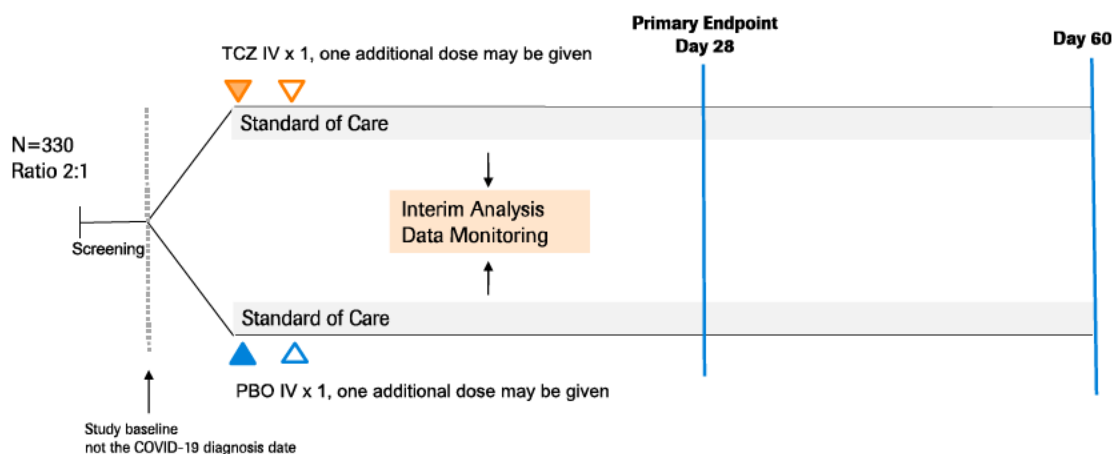 Primary Endpoint
Day 28
Day 60
TCZ IV x 1, one additional dose may be given
Standard of Care
N=330
Ratio 2:1
Interim Analysis
Data Monitoring
Screening
Standard of Care
PBO IV x 1, one additional dose may be given
Study baseline
not the COVID-19 diagnosis date